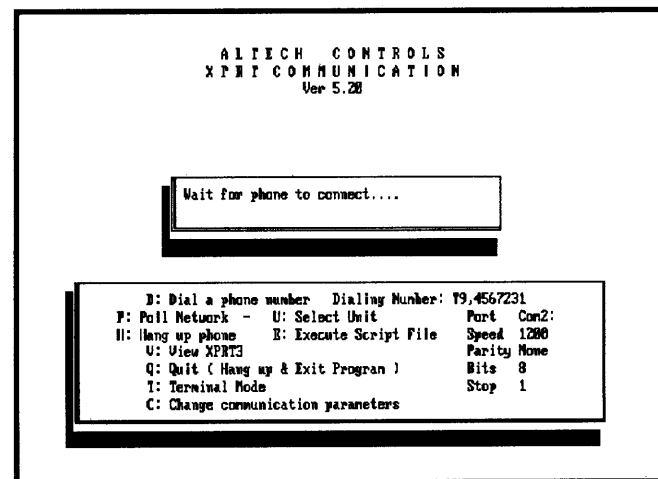 ALTECH CONTROLS
XPRT COMMUNICATION
Ver 5.20
Wait for phone to connect....
D: Dial a phone number Dialing Number: T9,4567231
P: Poll Network - U: Select Unit Port Com2:
H: Hang up phone E: Execute Script File Speed 1200
V: View XPRT3 Parity None
Q: Quit ( Hang up & Exit Program ) Bits 8
T: Terminal Mode Stop 1
C: Change communication parameters